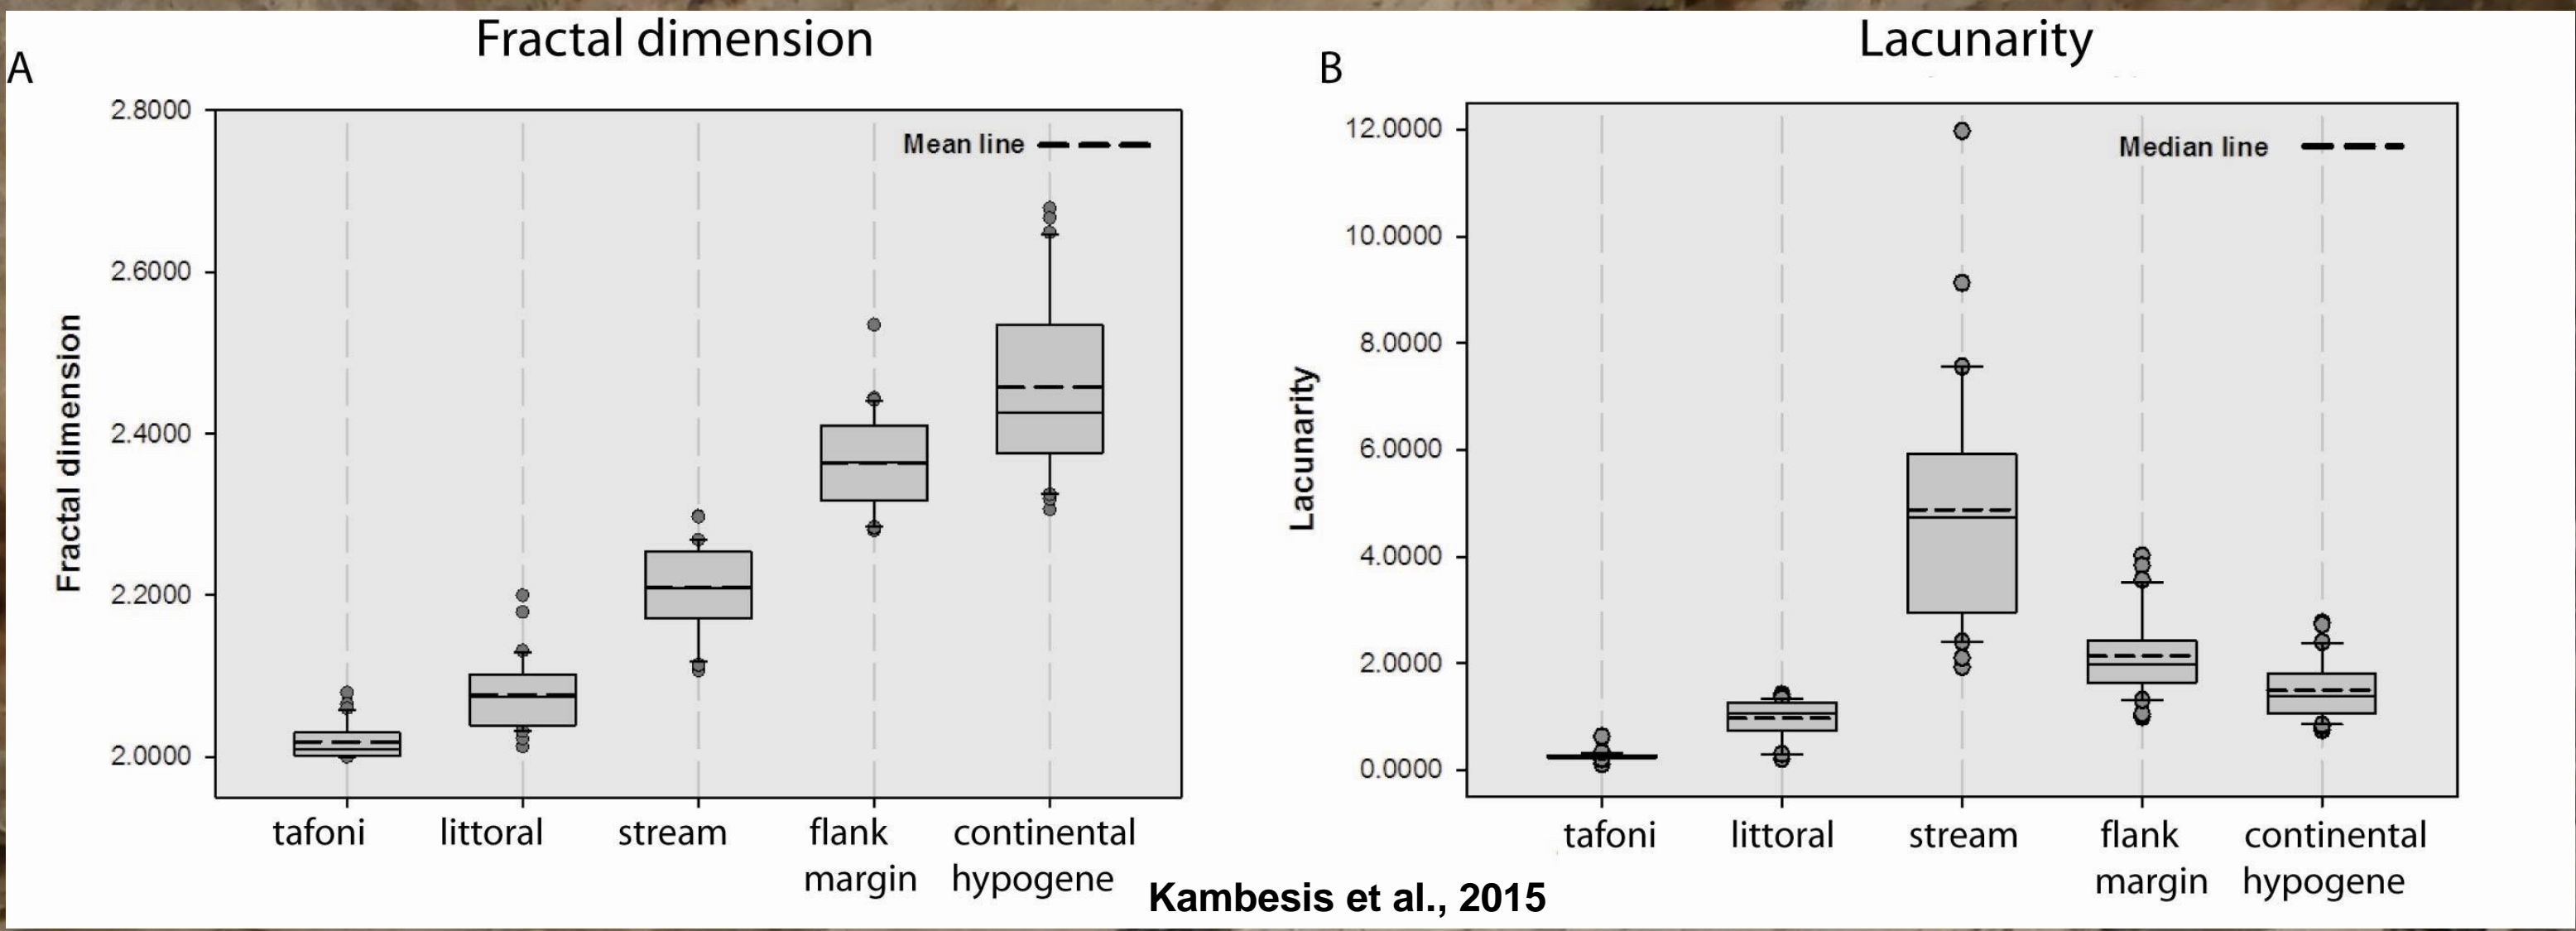 Fractal dimension
A
2.8000
2.6000
2.4000
2.2000
2.0000
Fractal dimension
Mean line
tafoni
littoral
stream
flank
margin
continental
hypogene
Lacunarity
B
12.0000
10.0000
8.0000
6.0000
4.0000
2.0000
0.0000
Lacunarity
Median line
tafoni
littoral
stream
flank
margin
continental
hypogene
Kambesis et al., 2015